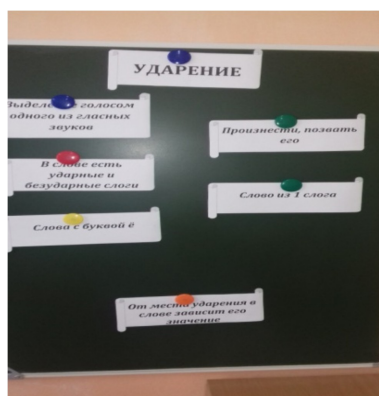 УДАРЕНИЕ
Выделение голосом
одного из гласных
звуков
Произнести, позвать
его
В слове есть
ударные и
безударные слоги
Слово из 1 слога
Слова с буквой ё
От места ударения в
слове зависит его
значение